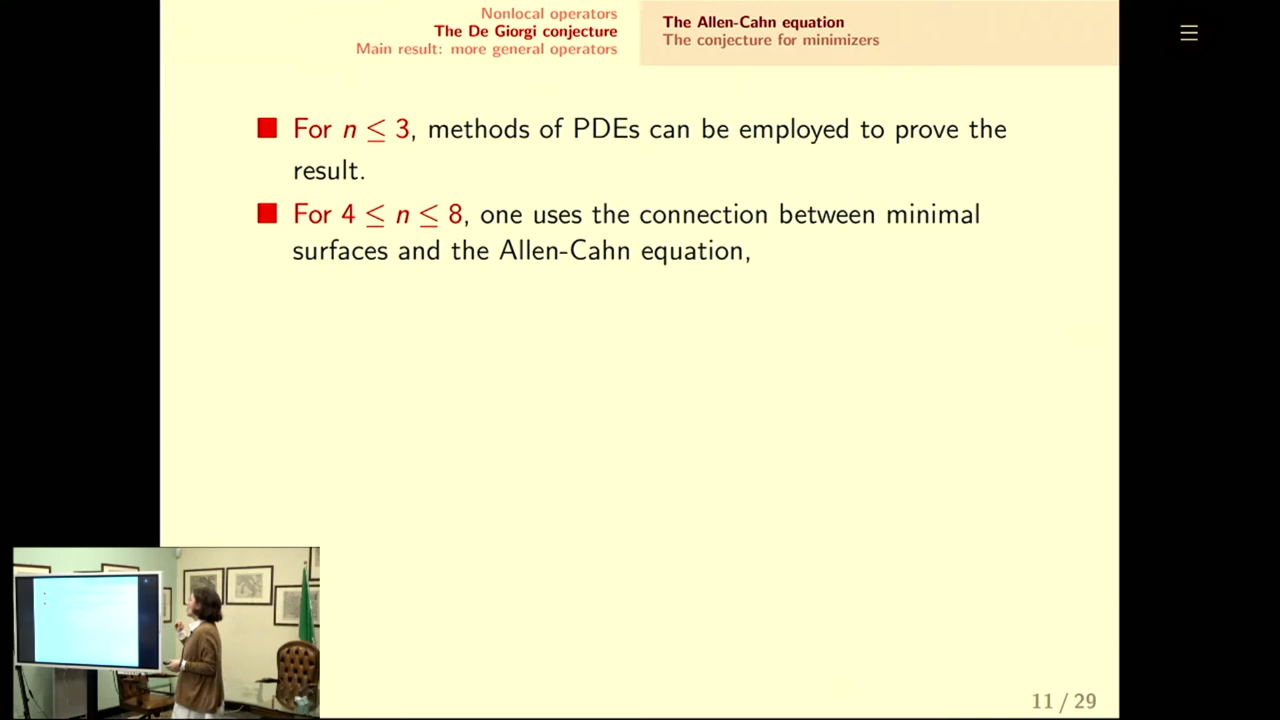 Nonlocal operators
The De Giorgi conjecture
Main result: more general operators
The Allen-Cahn equation
The conjecture for minimizers
For n ≤ 3, methods of PDEs can be employed to prove the
result.
For 4 ≤ n ≤ 8, one uses the connection between minimal
surfaces and the Allen-Cahn equation,
11 / 29